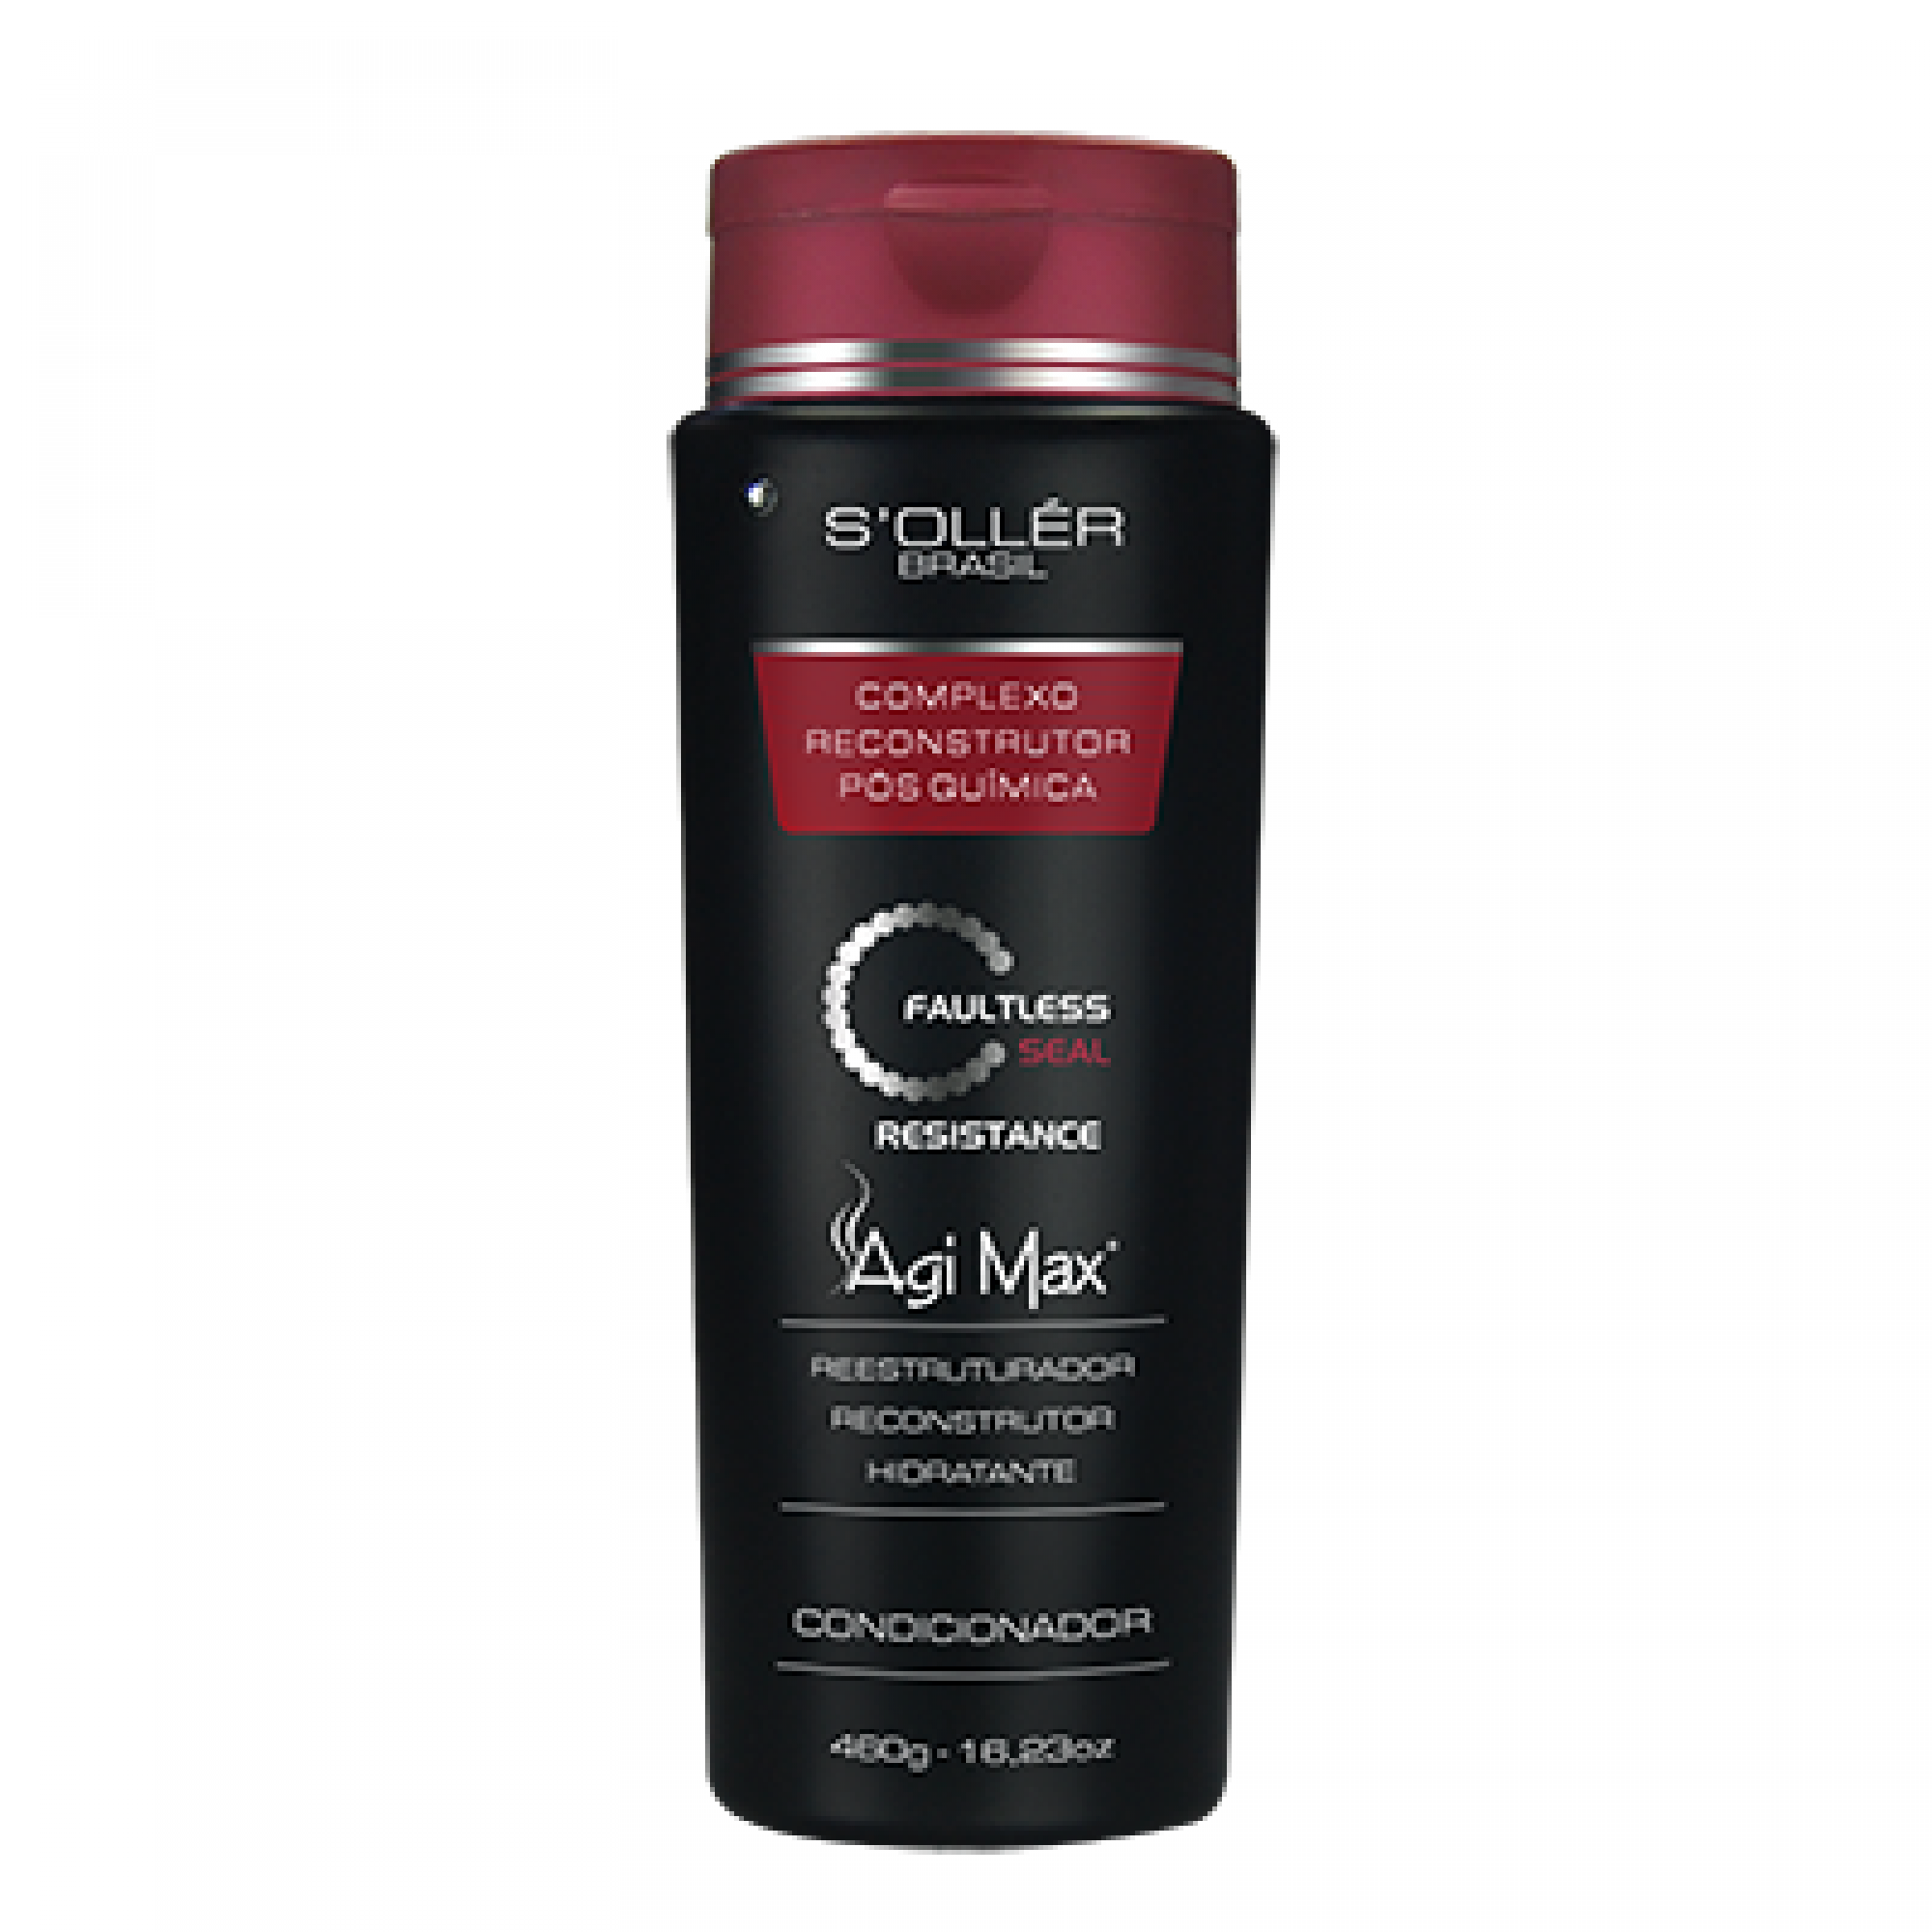 S'OLLÉR
BRASIL
COMPLEXO
RECONSTRUTOR
PÓS QUÍMICA
FAULTLESS
SEAL
RESISTANCE
Agi Max®
REESTRUTURADOR
RECONSTRUTOR
HIDRATANTE
CONDICIONADOR
460g - 16,23oz